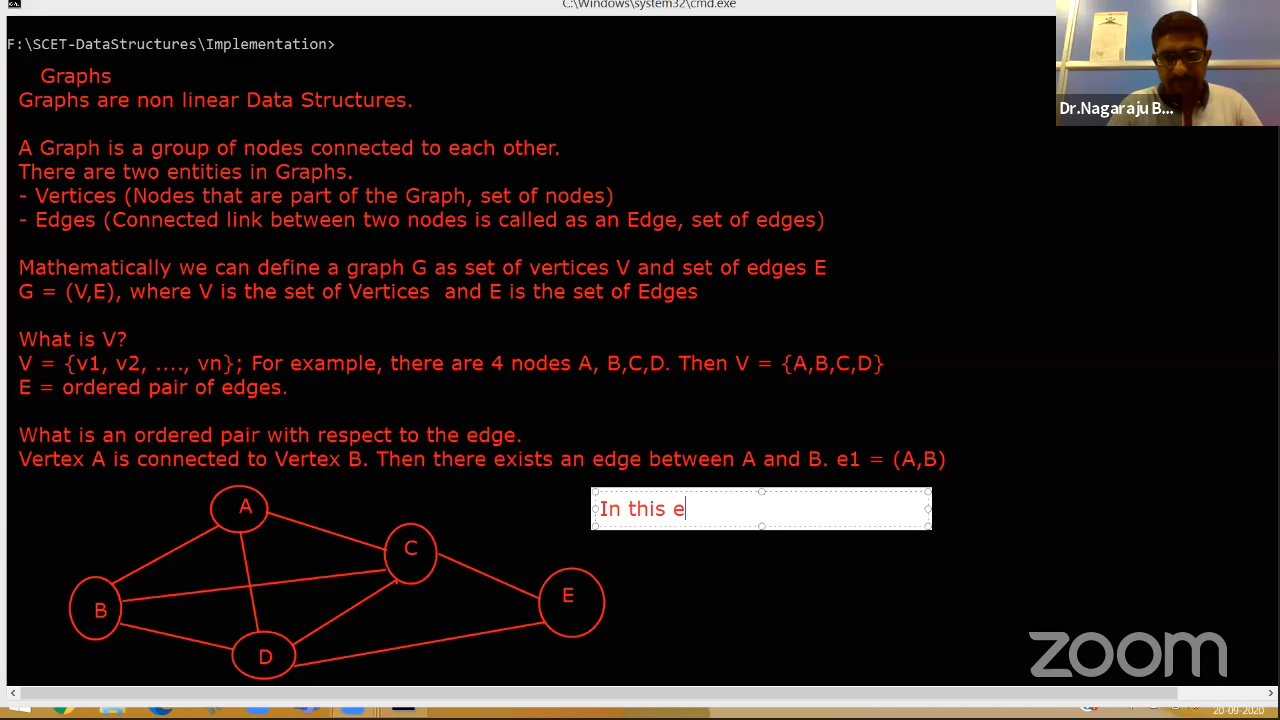 C:\Windows\system32\cmd.exe
F:\SCET-DataStructures\Implementation>
Graphs
Graphs are non linear Data Structures.
A Graph is a group of nodes connected to each other.
There are two entities in Graphs.
- Vertices (Nodes that are part of the Graph, set of nodes)
- Edges (Connected link between two nodes is called as an Edge, set of edges)
Mathematically we can define a graph G as set of vertices V and set of edges E
G = (V,E), where V is the set of Vertices  and E is the set of Edges
What is V?
V = {v1, v2, ...., vn}; For example, there are 4 nodes A, B,C,D. Then V = {A,B,C,D}
E = ordered pair of edges.
What is an ordered pair with respect to the edge.
Vertex A is connected to Vertex B. Then there exists an edge between A and B. e1 = (A,B)
In this e
A
C
E
B
D
Dr.Nagaraju B...
zoom
20-09-2020